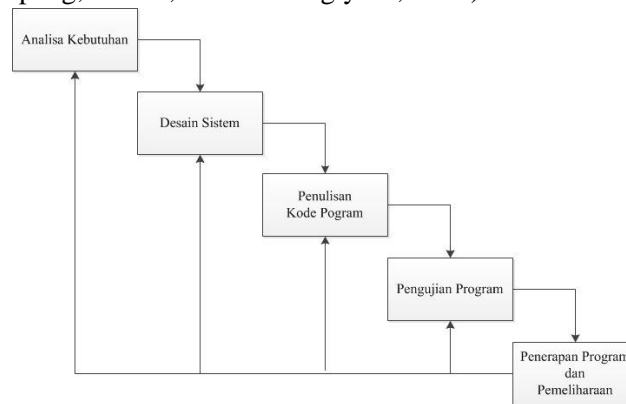 Analisa Kebutuhan
Desain Sistem
Penulisan
Kode Pogram
Pengujian Program
Penerapan Program
dan
Pemeliharaan